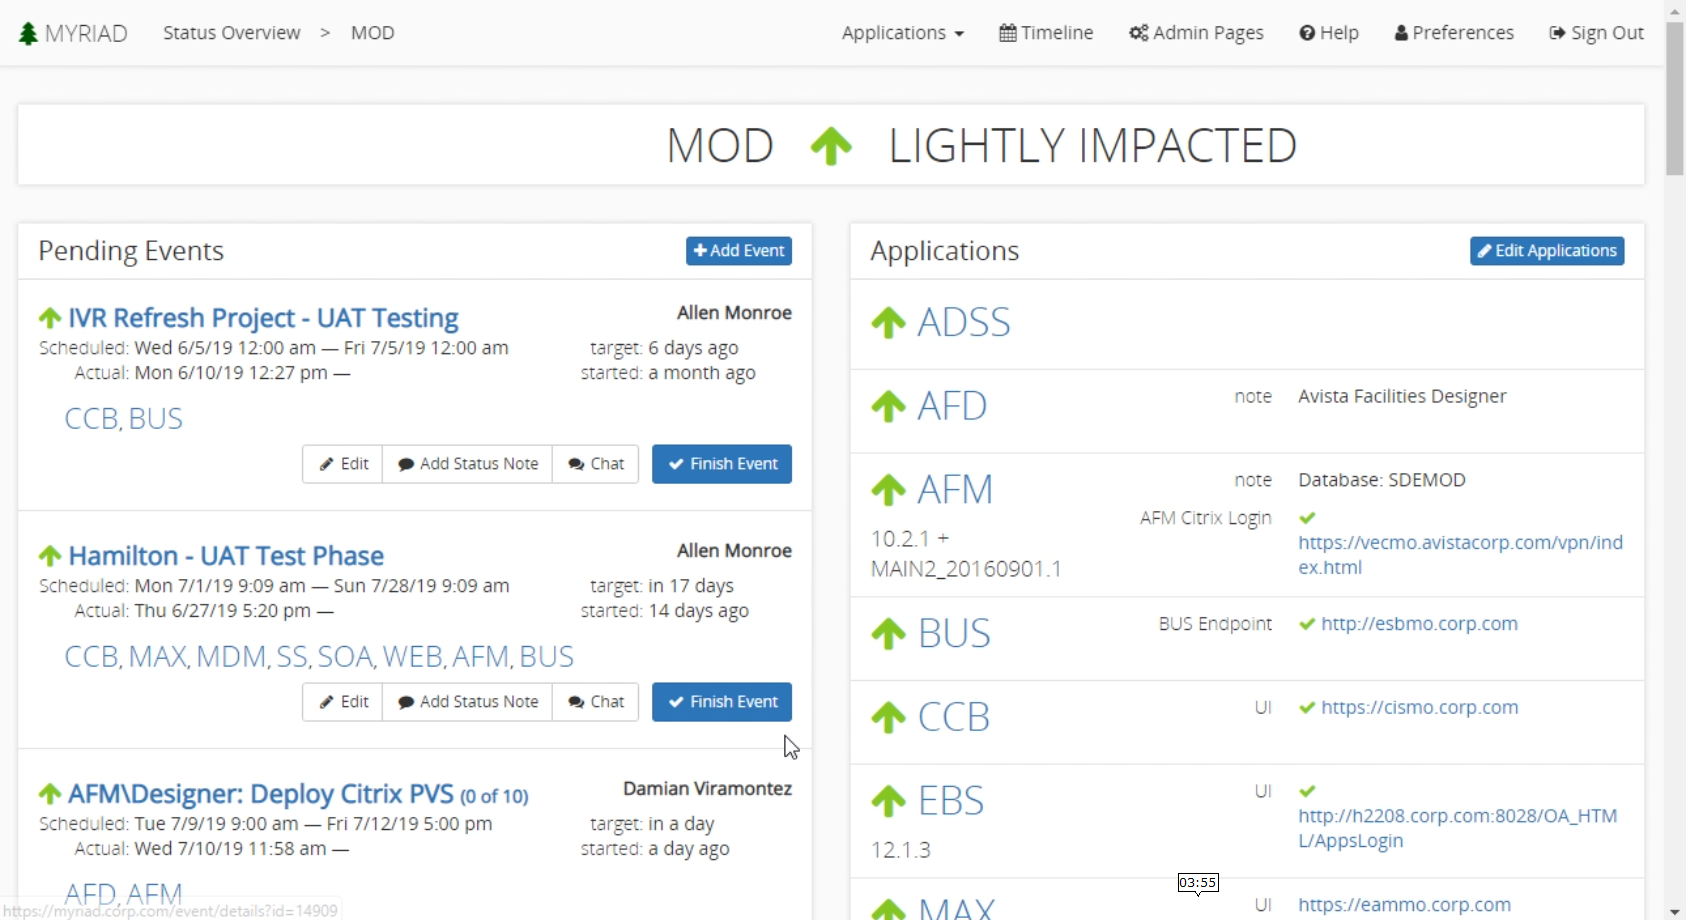 MYRIAD Status Overview > MOD Applications Timeline Admin Pages Help Preferences Sign Out
MOD LIGHTLY IMPACTED
Pending Events Add Event
IVR Refresh Project - UAT Testing Allen Monroe
Scheduled: Wed 6/5/19 12:00 am — Fri 7/5/19 12:00 am target: 6 days ago
Actual: Mon 6/10/19 12:27 pm — started: a month ago
CCB, BUS
Edit Add Status Note Chat Finish Event
Hamilton - UAT Test Phase Allen Monroe
Scheduled: Mon 7/1/19 9:09 am — Sun 7/28/19 9:09 am target: in 17 days
Actual: Thu 6/27/19 5:20 pm — started: 14 days ago
CCB, MAX, MDM, SS, SOA, WEB, AFM, BUS
Edit Add Status Note Chat Finish Event
AFM\Designer: Deploy Citrix PVS (0 of 10) Damian Viramontez
Scheduled: Tue 7/9/19 9:00 am — Fri 7/12/19 5:00 pm target: in a day
Actual: Wed 7/10/19 11:58 am — started: a day ago
AFD, AFM
https://myriad.corp.com/event/details?id=14909
Applications Edit Applications
ADSS
AFD note Avista Facilities Designer
AFM note Database: SDEMOD
AFM Citrix Login
10.2.1 + https://vecmo.avistacorp.com/vpn/ind
MAIN2_20160901.1 ex.html
BUS BUS Endpoint http://esbmo.corp.com
CCB UI https://cismo.corp.com
EBS UI
http://h2208.corp.com:8028/OA_HTM
12.1.3 L/AppsLogin
03:55
MAX UI https://eammo.corp.com